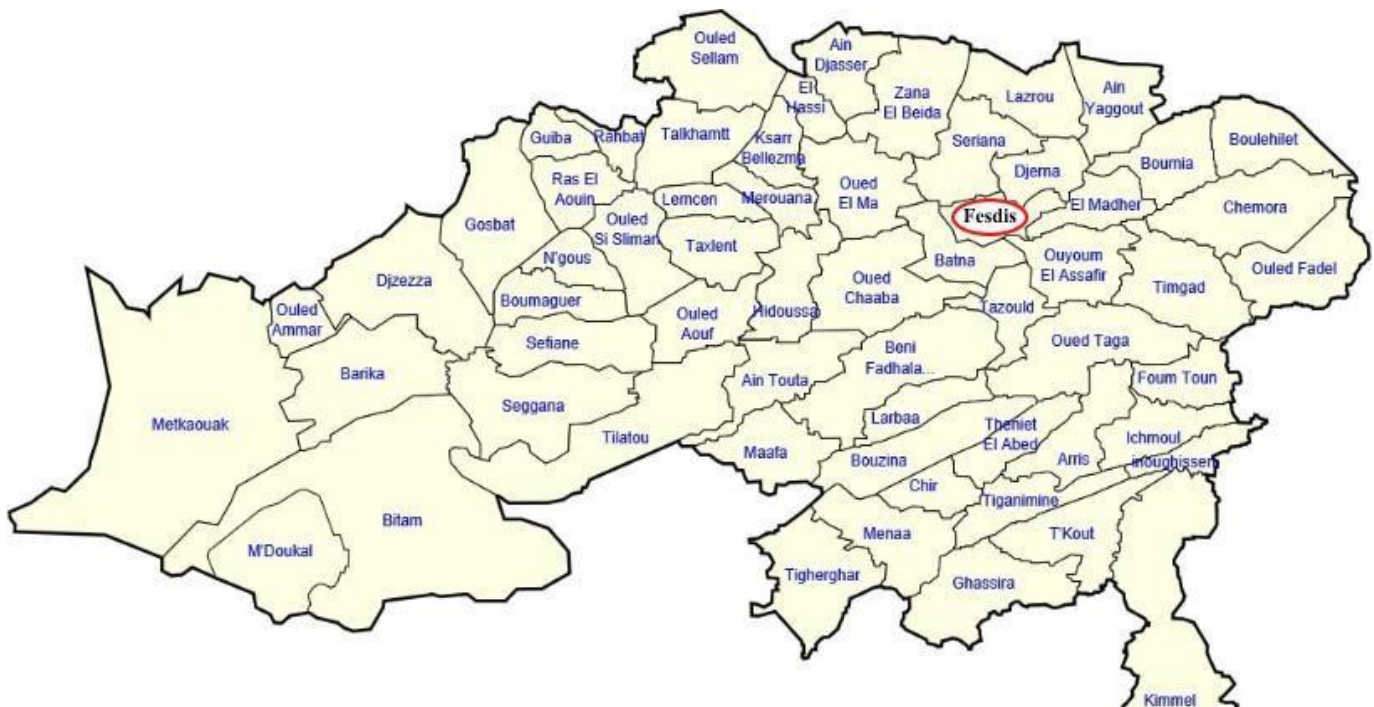 Ouled
Sellam
Ain
Djasser
El
Hassi
Zana
El Beida
Lazrou
Ain
Yaggout
Guiba
Rahbat
Talkhamtt
Ksarr
Bellezma
Seriana
Boumia
Boulehilet
Ras El
Aouin
Lemcen
Merouana
Oued
El Ma
Djerna
El Madher
Chemora
Gosbat
Ouled
Si Sliman
Taxlent
Fesdis
Batna
Ouyoum
El Assafir
Timgad
Ouled Fadel
Djzezza
N'gous
Boumaguer
Ouled
Ammar
Sefiane
Ouled
Aouf
Hidoussa
Oued
Chaaba
Tazould
Oued Taga
Barika
Seggana
Ain Touta
Beni
Fadhala...
Foum Toun
Metkaouak
Tilatou
Maafa
Larbaa
Bouzina
Theniet
El Abed
Arris
Ichmoul
inoughissen
Chir
Tiganimine
Bitam
M'Doukal
Menaa
T'Kout
Tigherghar
Ghassira
Kimmel